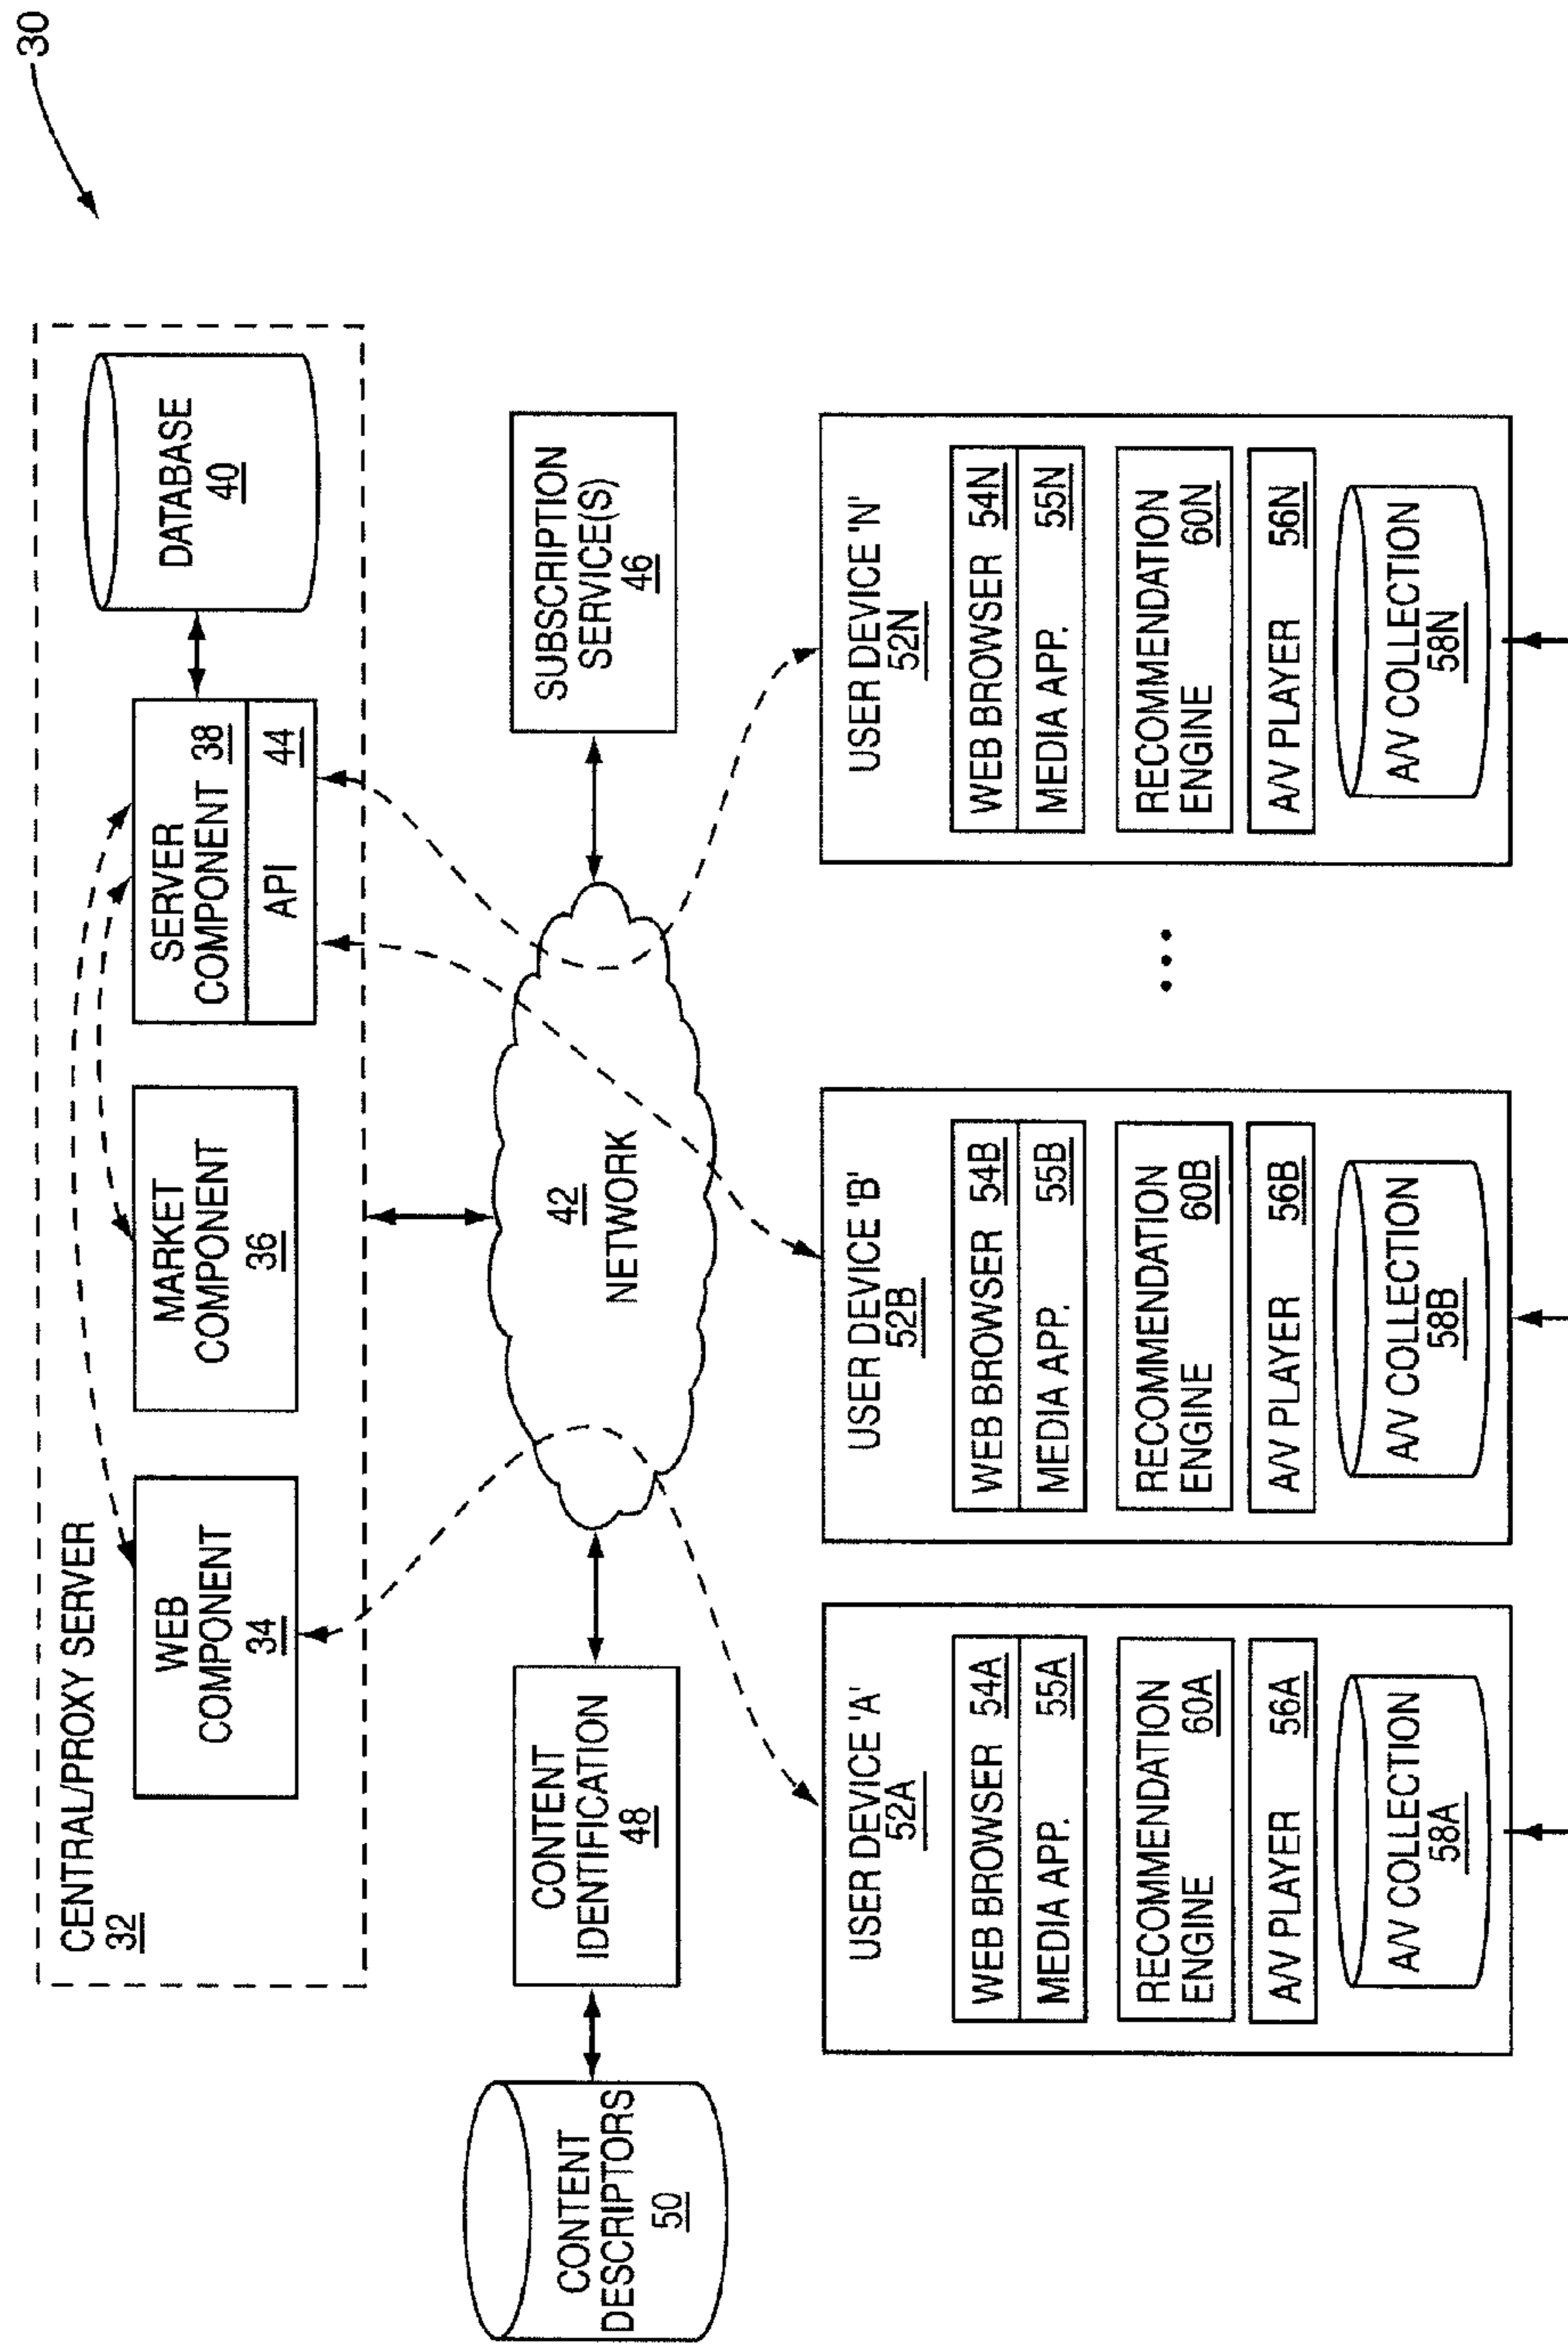 30
CENTRAL/PROXY SERVER
32
WEB
COMPONENT
34
MARKET
COMPONENT
36
SERVER
COMPONENT 38
API 44
DATABASE
40
CONTENT
DESCRIPTORS
50
CONTENT
IDENTIFICATION
48
42
NETWORK
SUBSCRIPTION
SERVICE(S)
46
USER DEVICE 'A'
52A
WEB BROWSER 54A
MEDIA APP. 55A
RECOMMENDATION
ENGINE 60A
A/V PLAYER 56A
A/V COLLECTION
58A
USER DEVICE 'B'
52B
WEB BROWSER 54B
MEDIA APP. 55B
RECOMMENDATION
ENGINE 60B
A/V PLAYER 56B
A/V COLLECTION
58B
...
USER DEVICE 'N'
52N
WEB BROWSER 54N
MEDIA APP. 55N
RECOMMENDATION
ENGINE 60N
A/V PLAYER 56N
A/V COLLECTION
58N